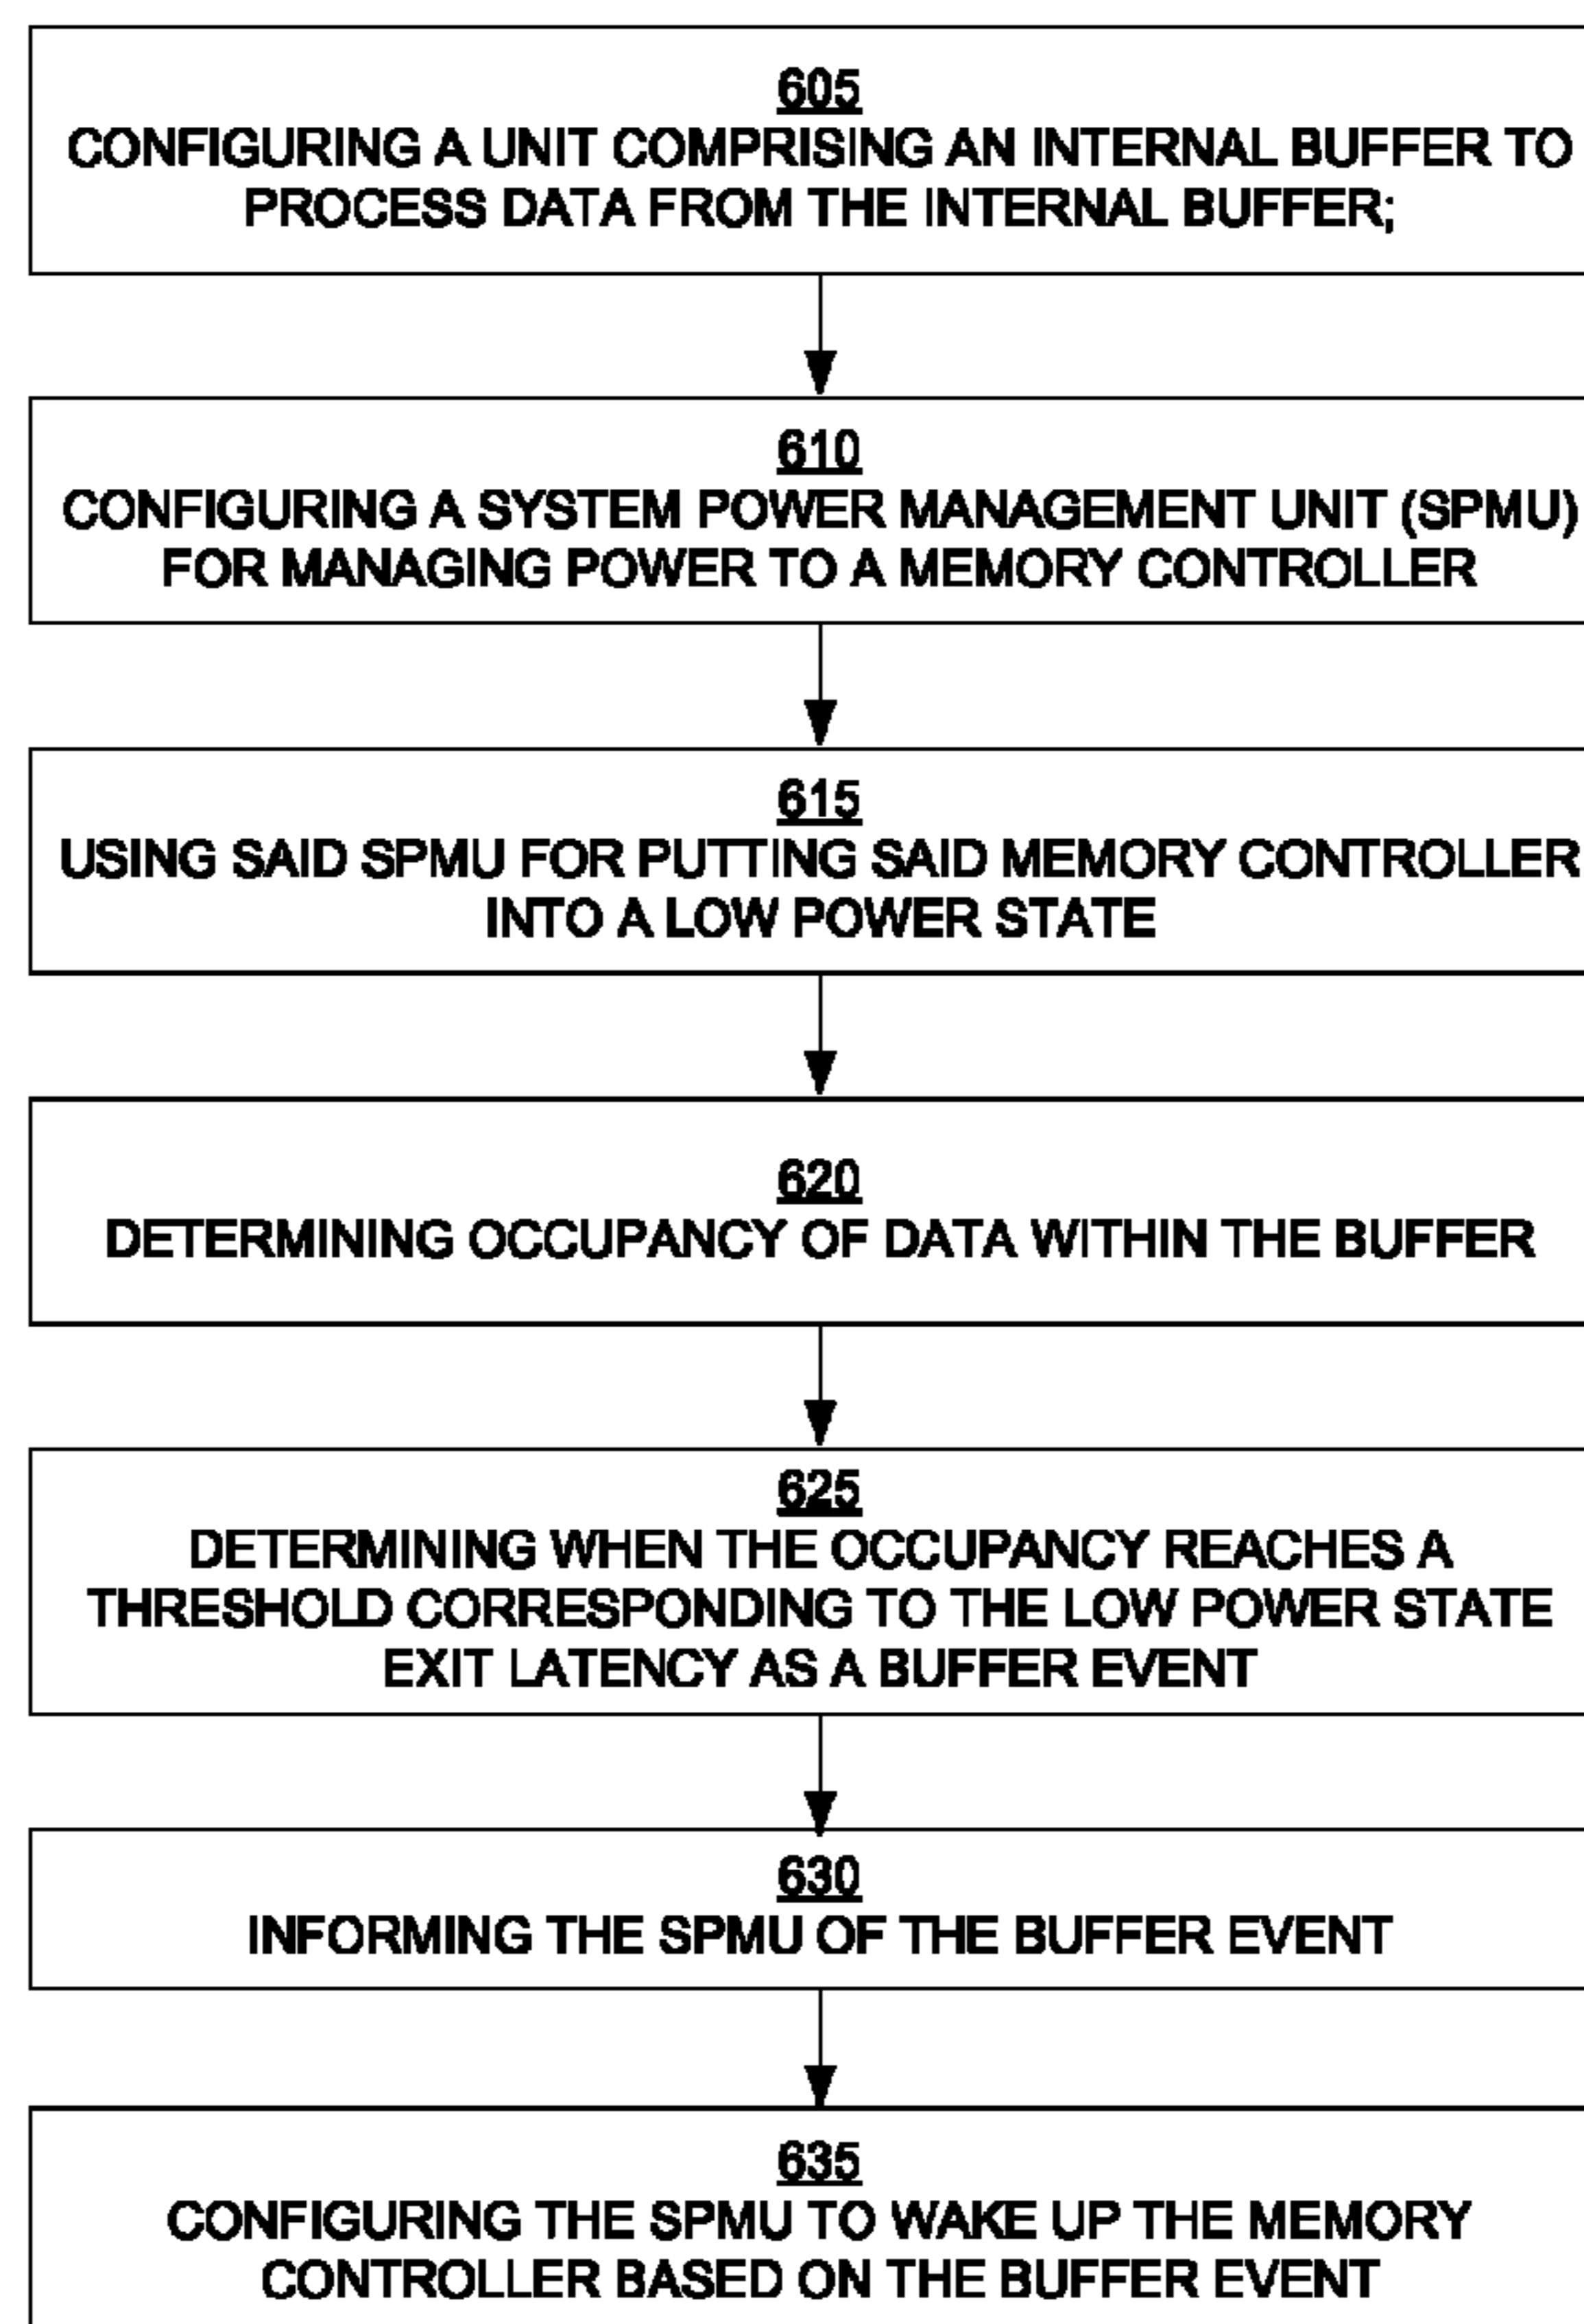 605
CONFIGURING A UNIT COMPRISING AN INTERNAL BUFFER TO
PROCESS DATA FROM THE INTERNAL BUFFER;
610
CONFIGURING A SYSTEM POWER MANAGEMENT UNIT (SPMU)
FOR MANAGING POWER TO A MEMORY CONTROLLER
615
USING SAID SPMU FOR PUTTING SAID MEMORY CONTROLLER
INTO A LOW POWER STATE
620
DETERMINING OCCUPANCY OF DATA WITHIN THE BUFFER
625
DETERMINING WHEN THE OCCUPANCY REACHES A
THRESHOLD CORRESPONDING TO THE LOW POWER STATE
EXIT LATENCY AS A BUFFER EVENT
630
INFORMING THE SPMU OF THE BUFFER EVENT
635
CONFIGURING THE SPMU TO WAKE UP THE MEMORY
CONTROLLER BASED ON THE BUFFER EVENT